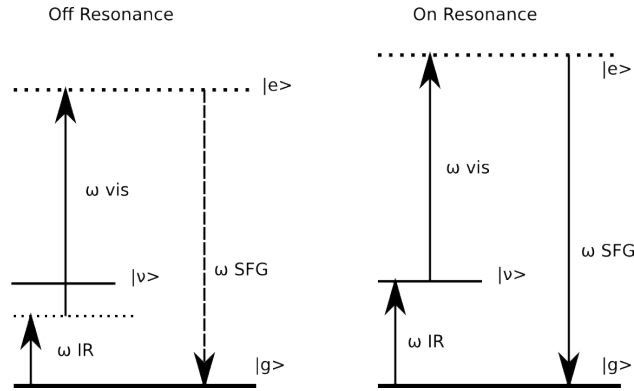 Off Resonance
|e>
ω vis
|ν>
ω SFG
ω IR
|g>
On Resonance
|e>
ω vis
ω SFG
|ν>
ω IR
|g>